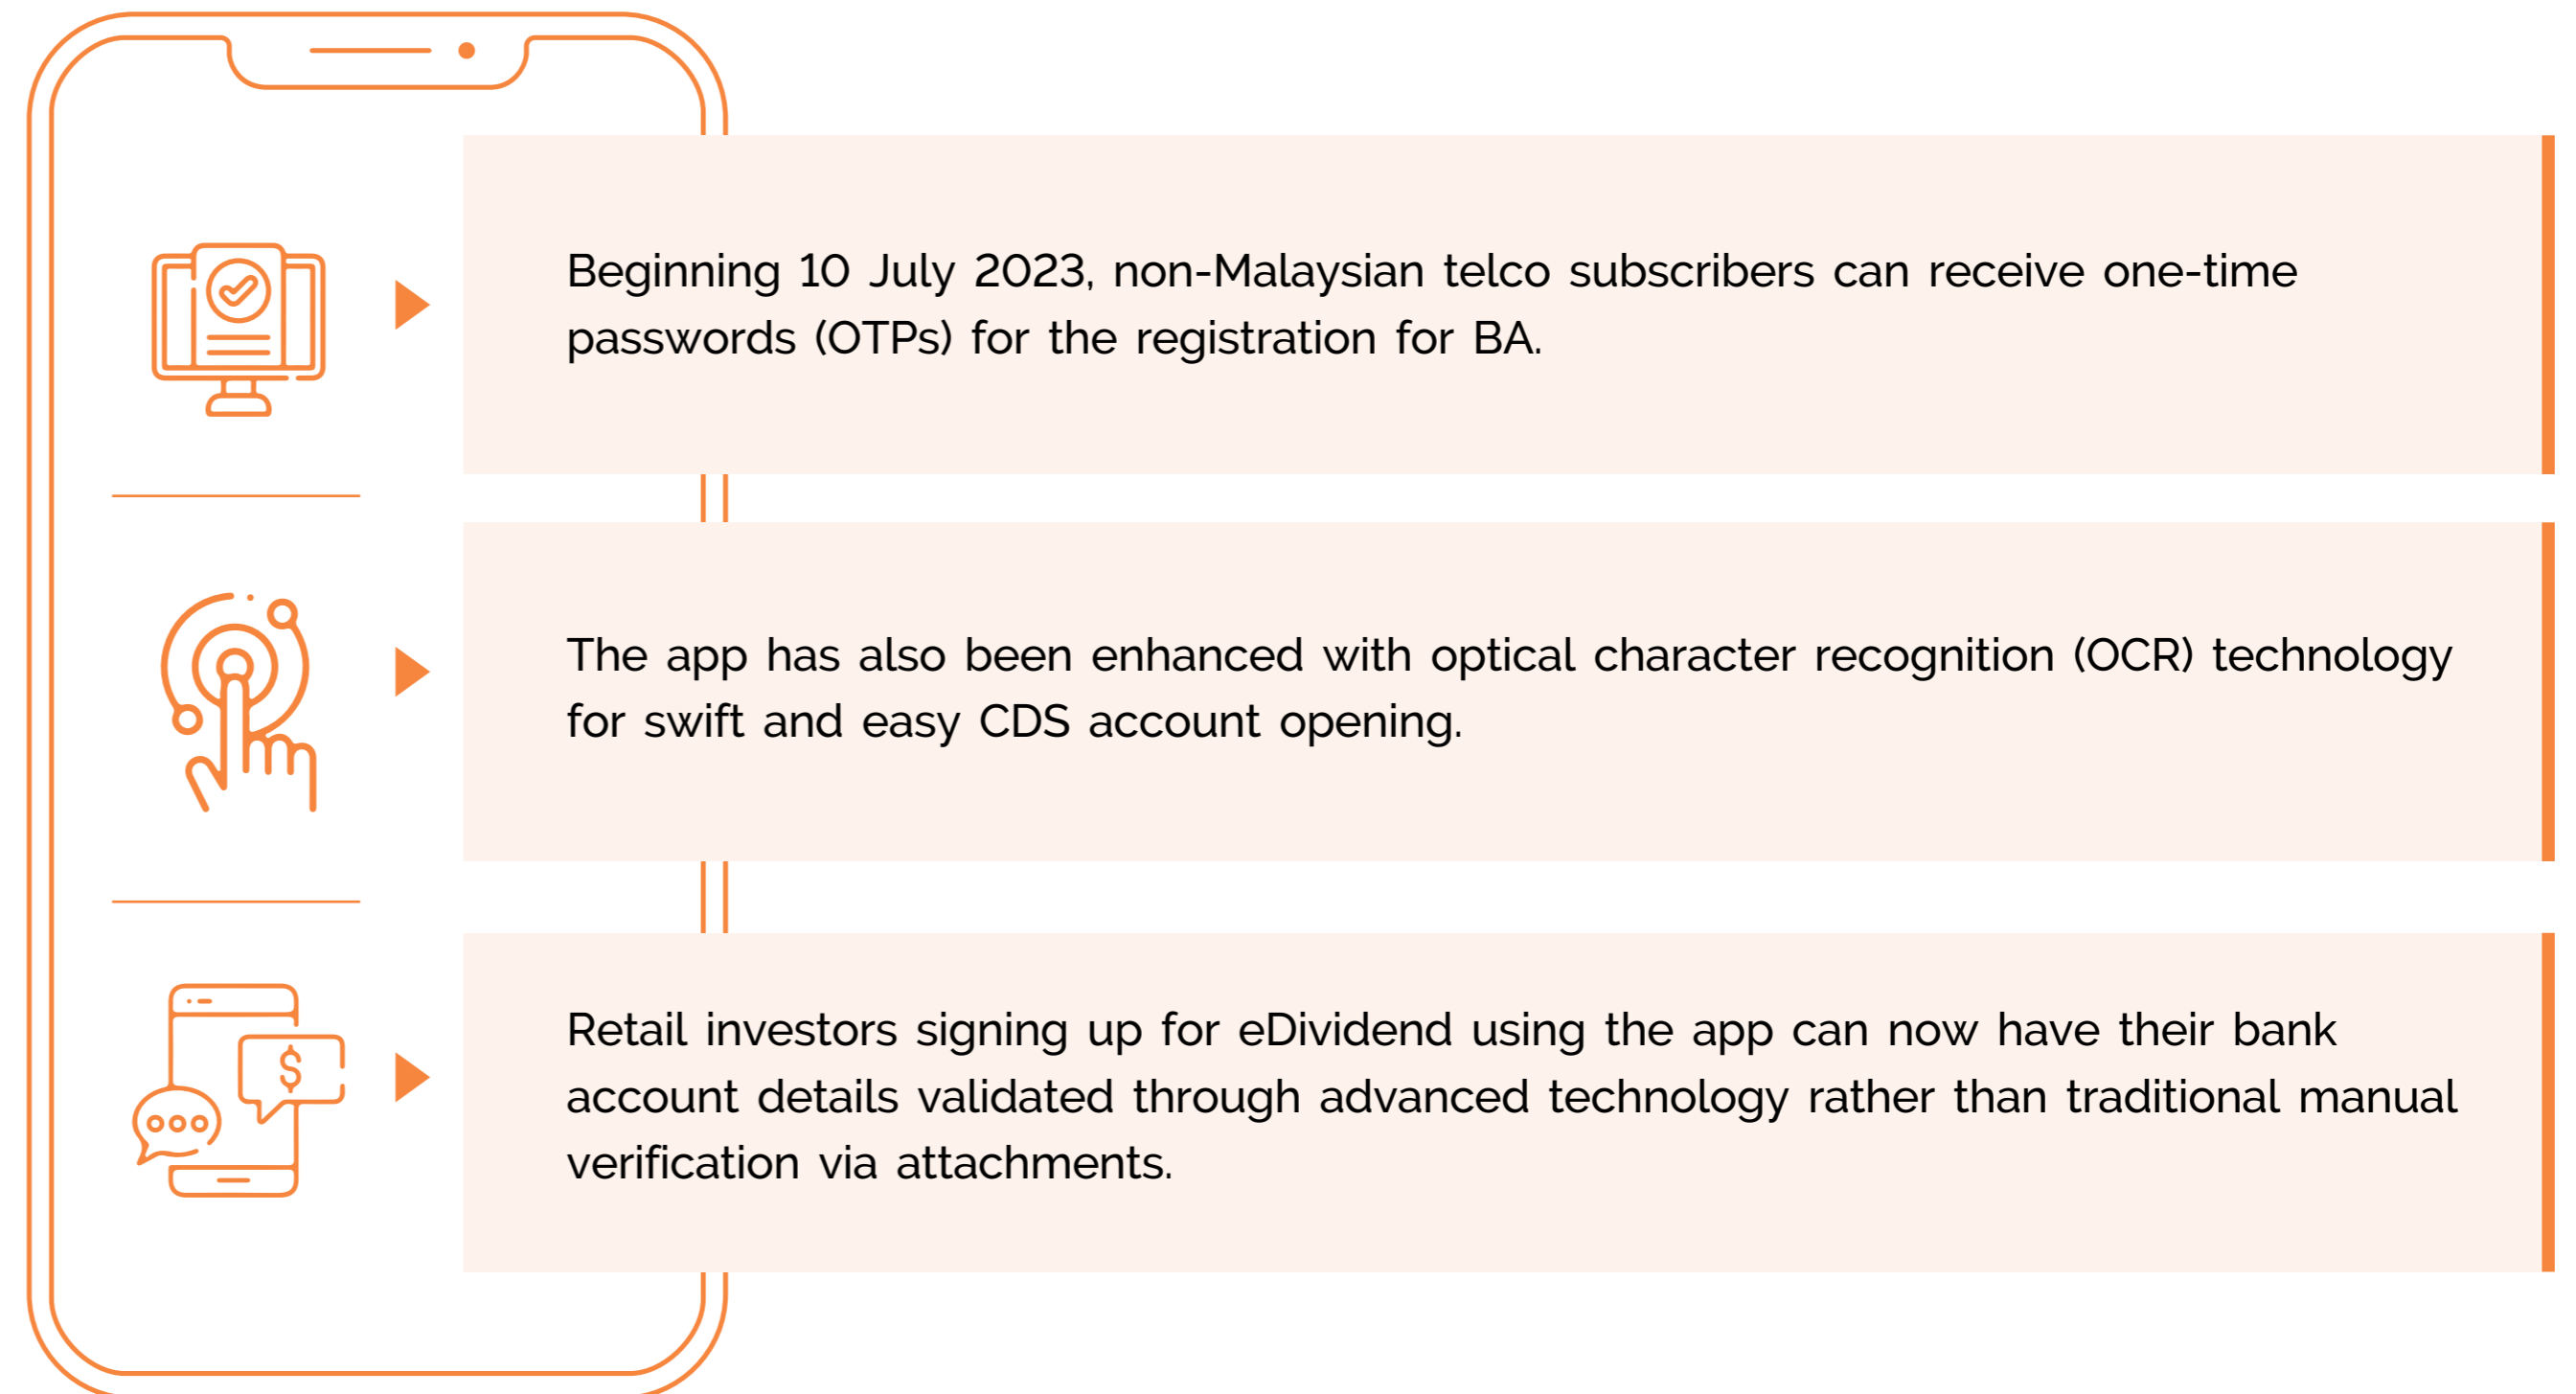 Beginning 10 July 2023, non-Malaysian telco subscribers can receive one-time
passwords (OTPs) for the registration for BA.
The app has also been enhanced with optical character recognition (OCR) technology
for swift and easy CDS account opening.
$
Retail investors signing up for eDividend using the app can now have their bank
account details validated through advanced technology rather than traditional manual
verification via attachments.